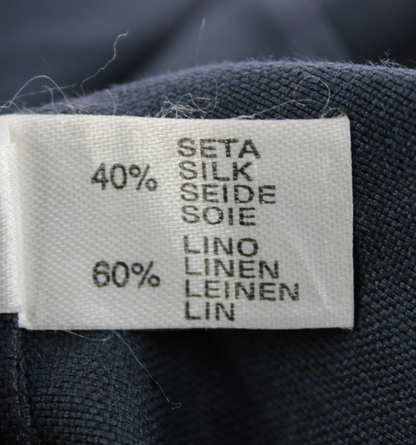 40% SETA
SILK
SEIDE
SOIE
60% LINO
LINEN
LEINEN
LIN